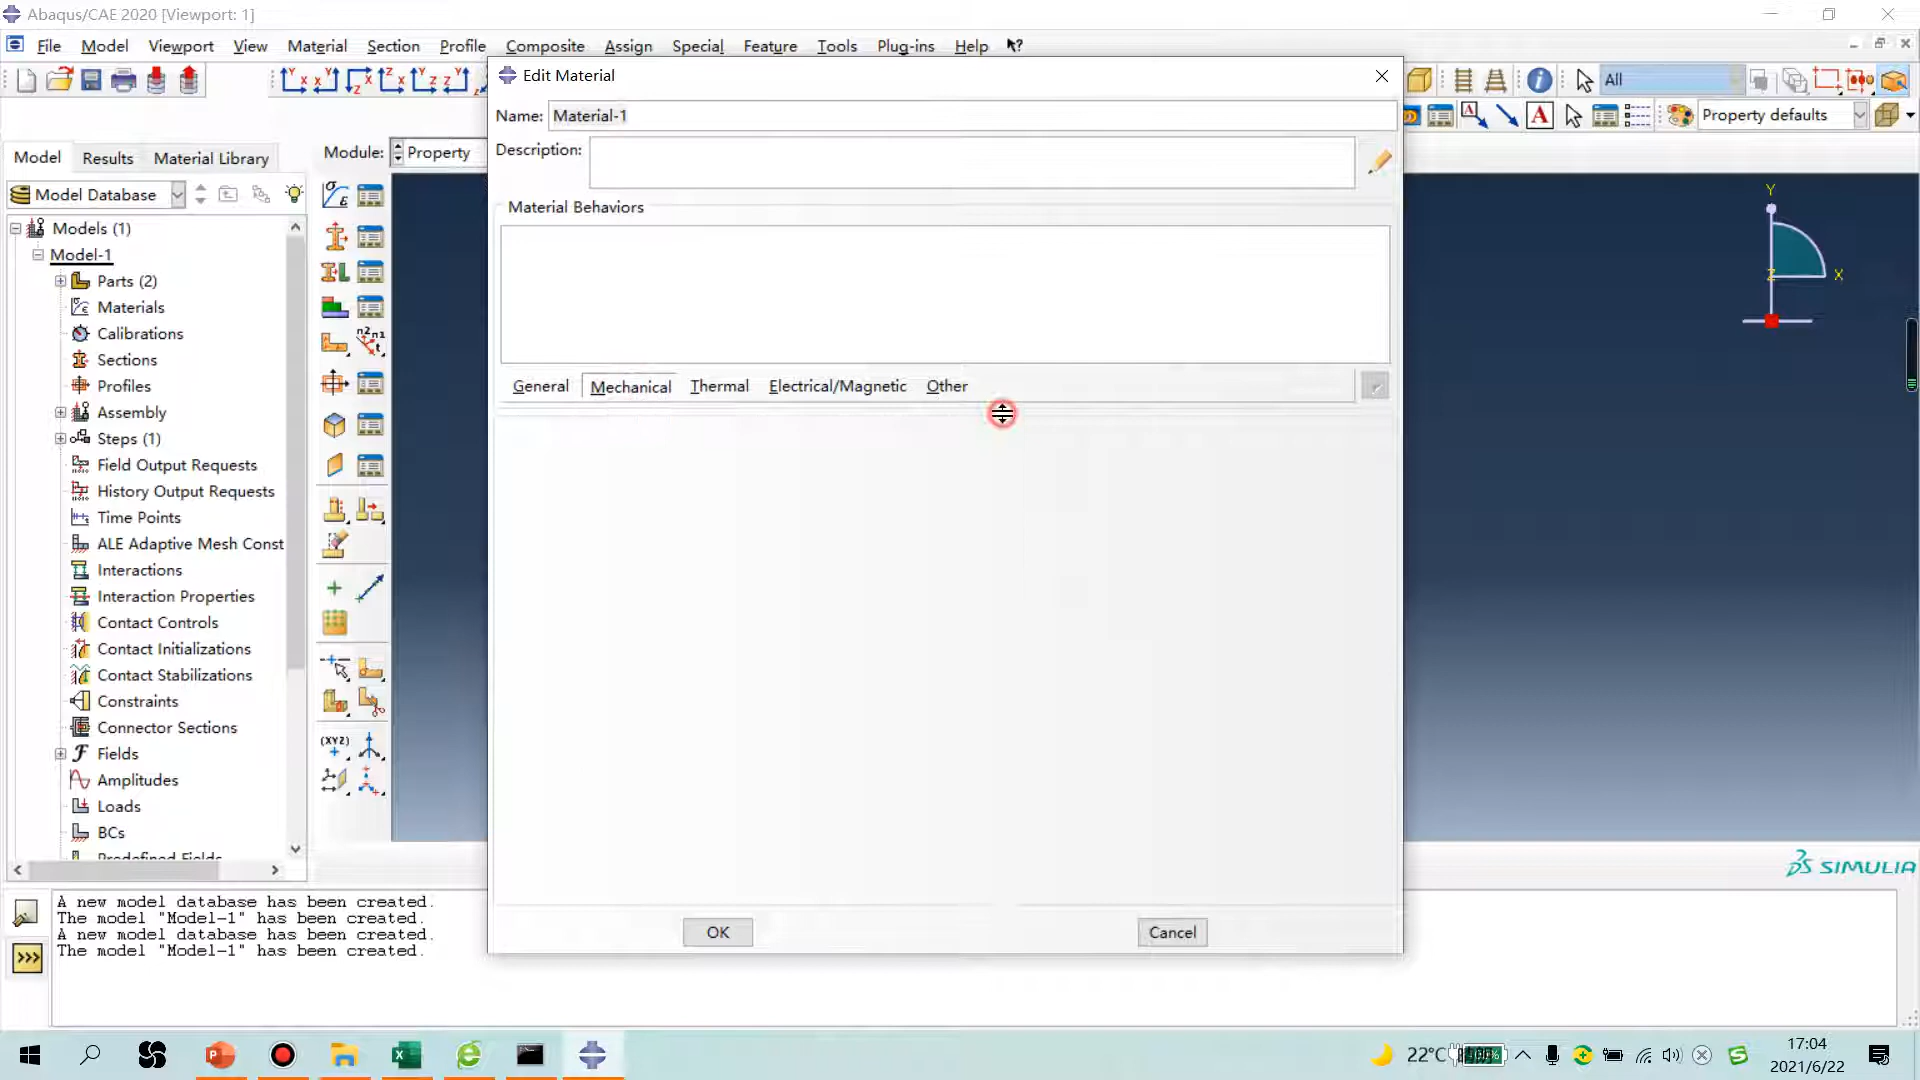 Abaqus/CAE 2020 [Viewport: 1]
File Model Viewport View Material Section Profile Composite Assign Special Feature Tools Plug-ins Help
All
Property defaults
Model Results Material Library
Module: Property
Model Database
Models (1)
Model-1
Parts (2)
Materials
Calibrations
Sections
Profiles
Assembly
Steps (1)
Field Output Requests
History Output Requests
Time Points
ALE Adaptive Mesh Const
Interactions
Interaction Properties
Contact Controls
Contact Initializations
Contact Stabilizations
Constraints
Connector Sections
Fields
Amplitudes
Loads
BCs
Predefined Fields
Edit Material
Name: Material-1
Description:
Material Behaviors
General Mechanical Thermal Electrical/Magnetic Other
OK Cancel
Y
Z X
SIMULIA
A new model database has been created.
The model "Model-1" has been created.
A new model database has been created.
The model "Model-1" has been created.
22°C
17:04
2021/6/22